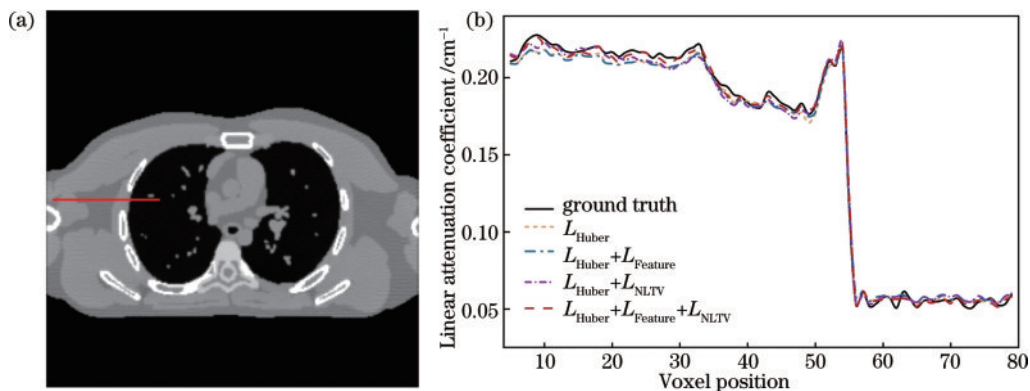 (a)
(b)
Linear attenuation coefficient /cm⁻¹
0.20
0.15
0.10
0.05
ground truth
L_Huber
L_Huber+L_Feature
L_Huber+L_NLTV
L_Huber+L_Feature+L_NLTV
10 20 30 40 50 60 70 80
Voxel position